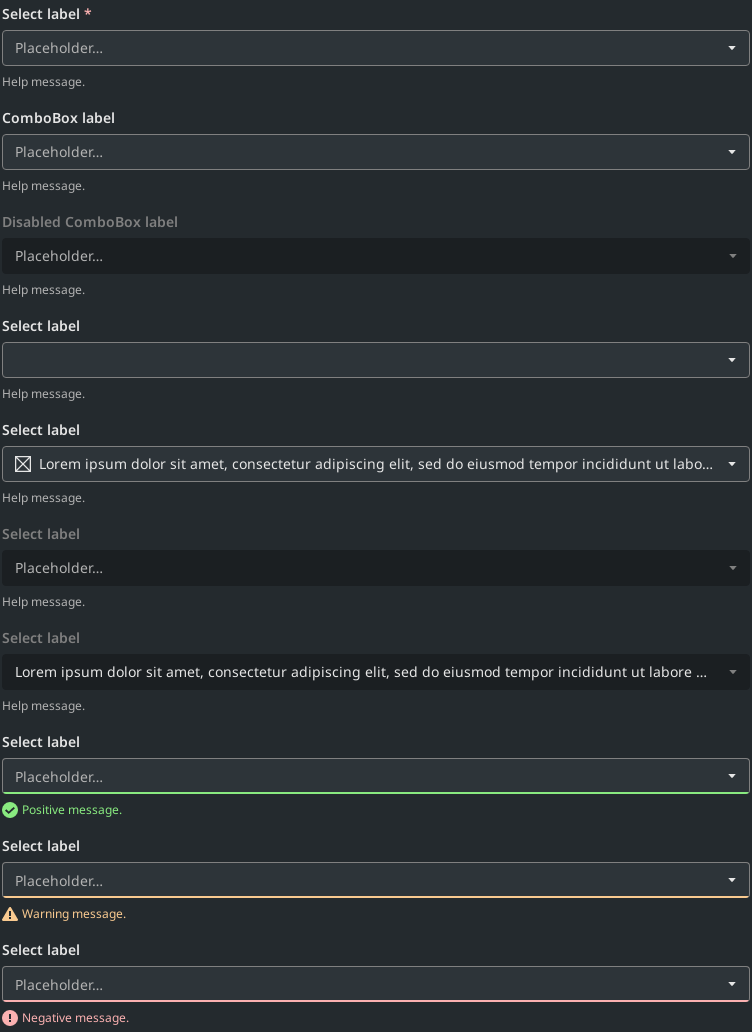 Select label *
Placeholder...
Help message.
ComboBox label
Placeholder...
Help message.
Disabled ComboBox label
Placeholder...
Help message.
Select label
Help message.
Select label
Lorem ipsum dolor sit amet, consectetur adipiscing elit, sed do eiusmod tempor incididunt ut labo...
Help message.
Select label
Placeholder...
Help message.
Select label
Lorem ipsum dolor sit amet, consectetur adipiscing elit, sed do eiusmod tempor incididunt ut labore ...
Help message.
Select label
Placeholder...
Positive message.
Select label
Placeholder...
Warning message.
Select label
Placeholder...
Negative message.